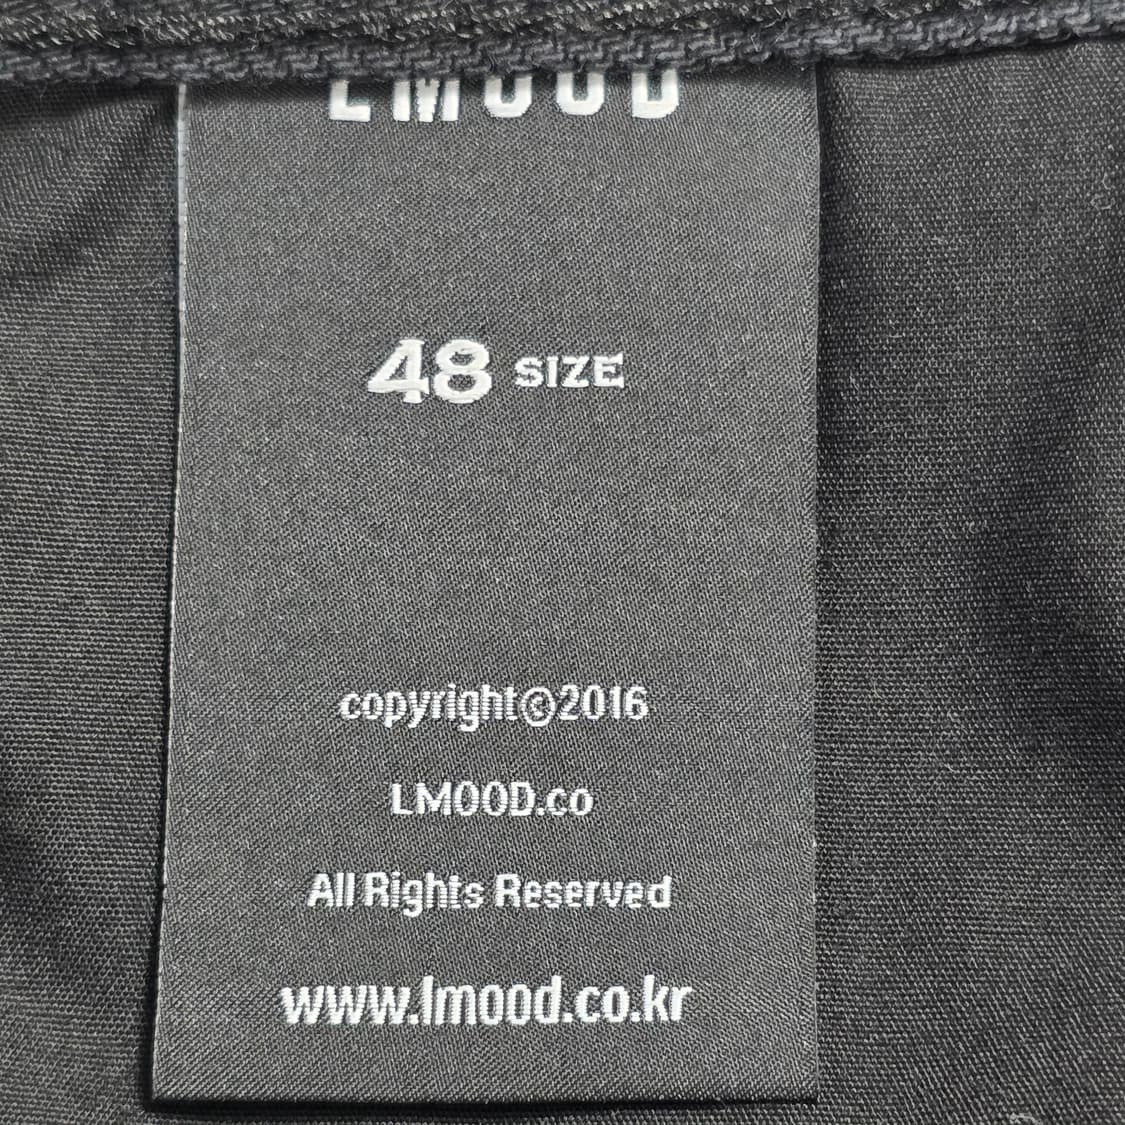 LMOOD
48 SIZE
copyright©2016
LMOOD.co
All Rights Reserved
www.lmood.co.kr